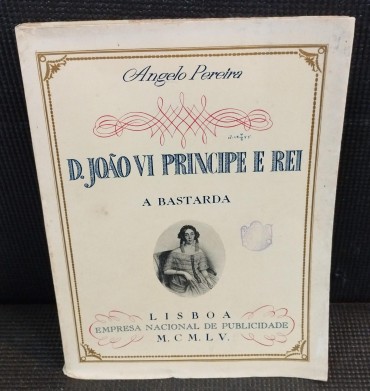 Angelo Pereira
D. JOÃO VI PRINCIPE E REI
A BASTARDA
LISBOA
EMPRESA NACIONAL DE PUBLICIDADE
M.CM.LV.